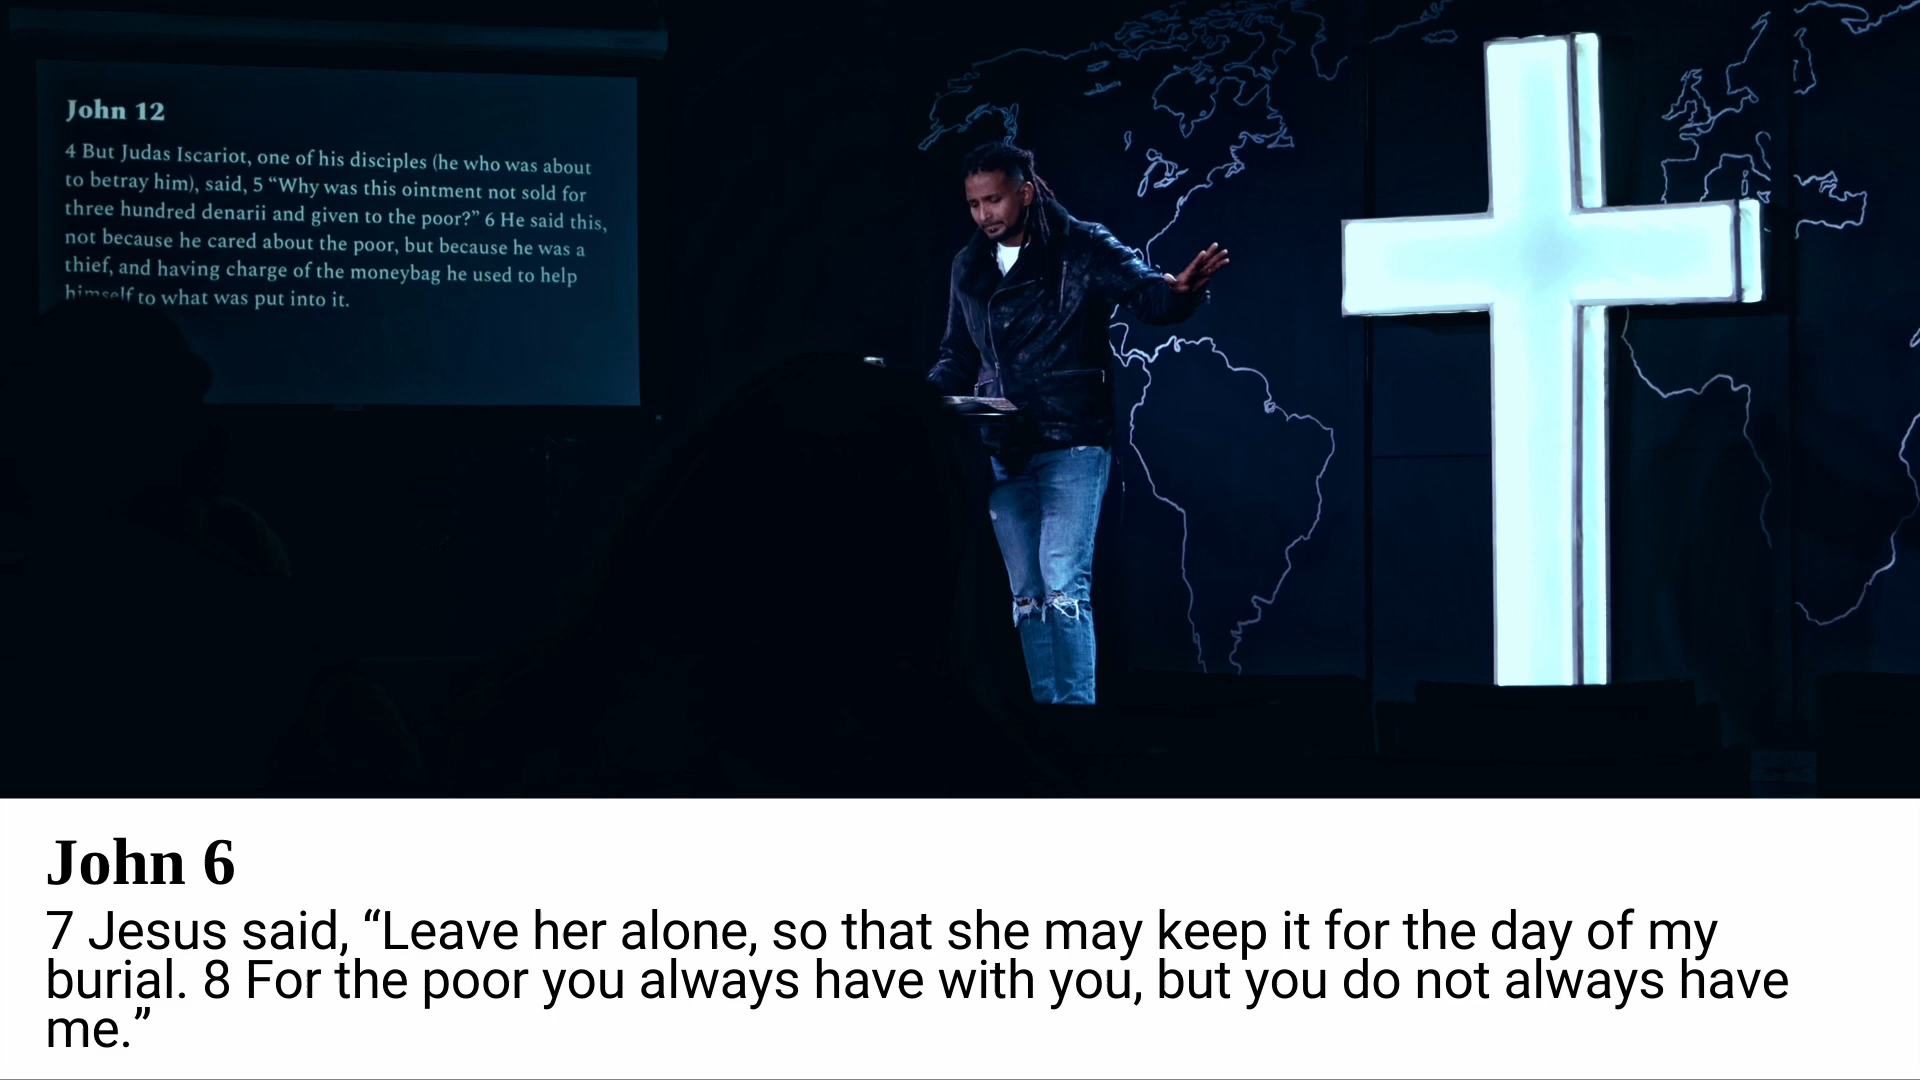 John 12
4 But Judas Iscariot, one of his disciples (he who was about
to betray him), said, 5 “Why was this ointment not sold for
three hundred denarii and given to the poor?” 6 He said this,
not because he cared about the poor, but because he was a
thief, and having charge of the moneybag he used to help
himself to what was put into it.
John 6
7 Jesus said, “Leave her alone, so that she may keep it for the day of my
burial. 8 For the poor you always have with you, but you do not always have
me.”